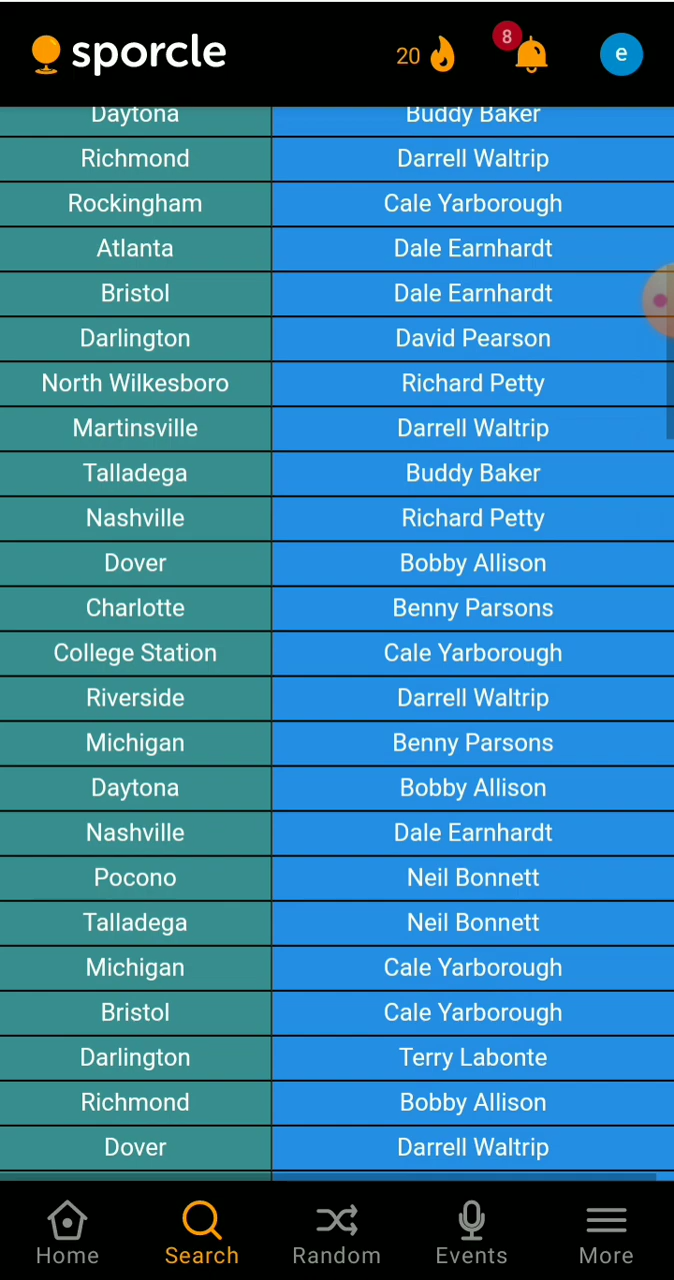 sporcle 20 8 e
Daytona Buddy Baker
Richmond Darrell Waltrip
Rockingham Cale Yarborough
Atlanta Dale Earnhardt
Bristol Dale Earnhardt
Darlington David Pearson
North Wilkesboro Richard Petty
Martinsville Darrell Waltrip
Talladega Buddy Baker
Nashville Richard Petty
Dover Bobby Allison
Charlotte Benny Parsons
College Station Cale Yarborough
Riverside Darrell Waltrip
Michigan Benny Parsons
Daytona Bobby Allison
Nashville Dale Earnhardt
Pocono Neil Bonnett
Talladega Neil Bonnett
Michigan Cale Yarborough
Bristol Cale Yarborough
Darlington Terry Labonte
Richmond Bobby Allison
Dover Darrell Waltrip
Home Search Random Events More